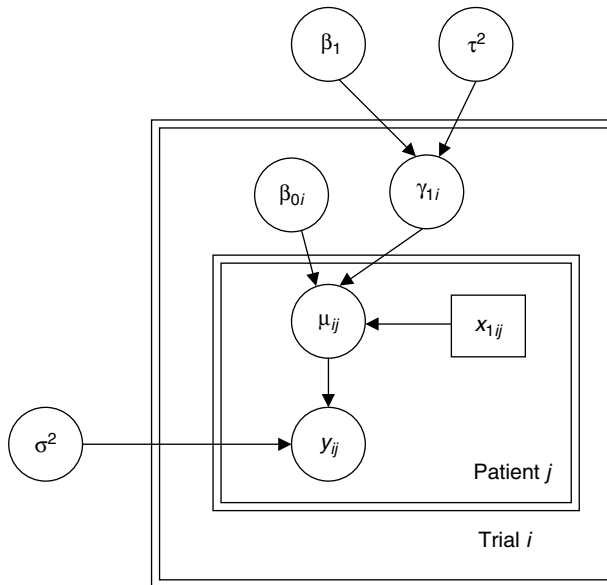 β₁
τ²
β₀ᵢ
γ₁ᵢ
μᵢⱼ
x₁ᵢⱼ
σ²
yᵢⱼ
Patient j
Trial i